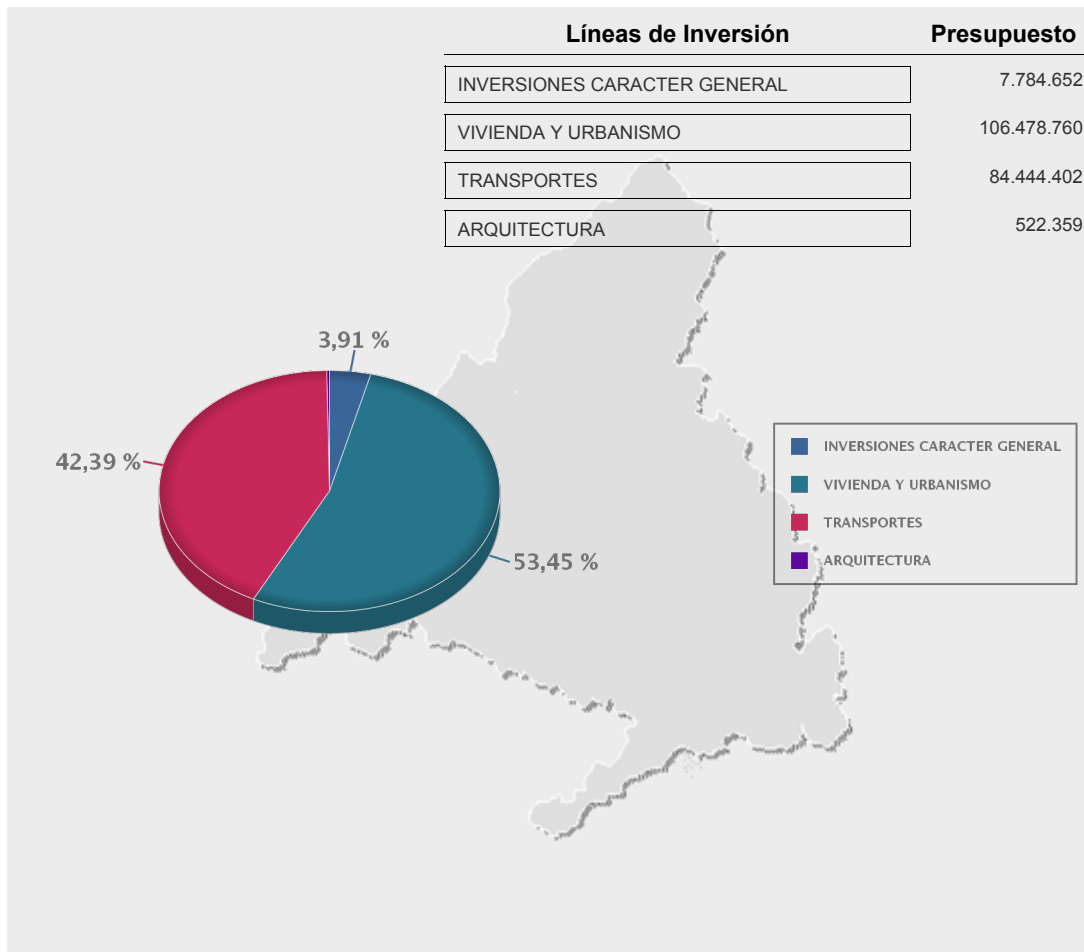 Líneas de Inversión Presupuesto
INVERSIONES CARACTER GENERAL 7.784.652
VIVIENDA Y URBANISMO 106.478.760
TRANSPORTES 84.444.402
ARQUITECTURA 522.359
3,91 %
42,39 %
53,45 %
INVERSIONES CARACTER GENERAL
VIVIENDA Y URBANISMO
TRANSPORTES
ARQUITECTURA